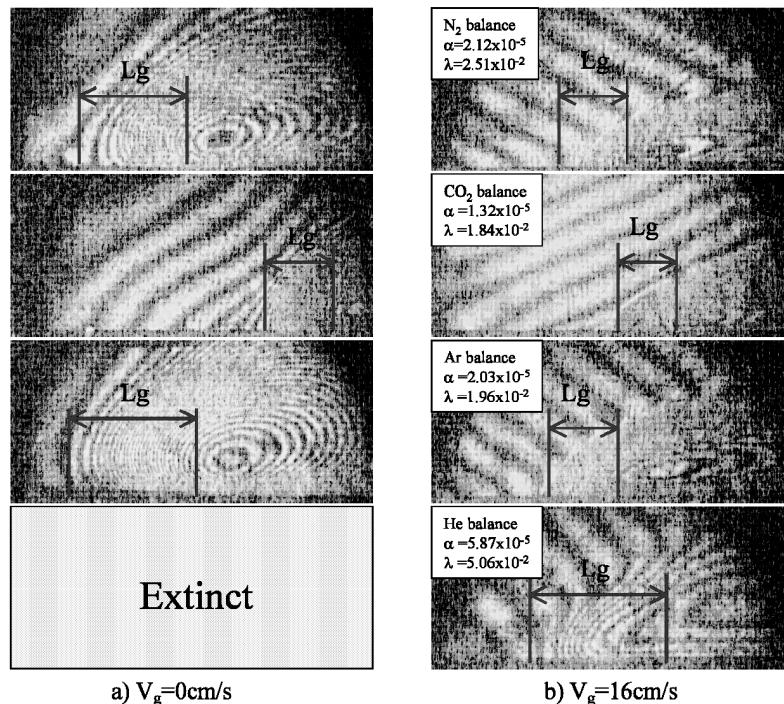 Lg
N₂ balance
α=2.12x10⁻⁵
λ=2.51x10⁻²
Lg
Lg
CO₂ balance
α =1.32x10⁻⁵
λ =1.84x10⁻²
Lg
Lg
Ar balance
α =2.03x10⁻⁵
λ =1.96x10⁻²
Lg
Extinct
He balance
α =5.87x10⁻⁵
λ =5.06x10⁻²
Lg
a) V_g=0cm/s
b) V_g=16cm/s